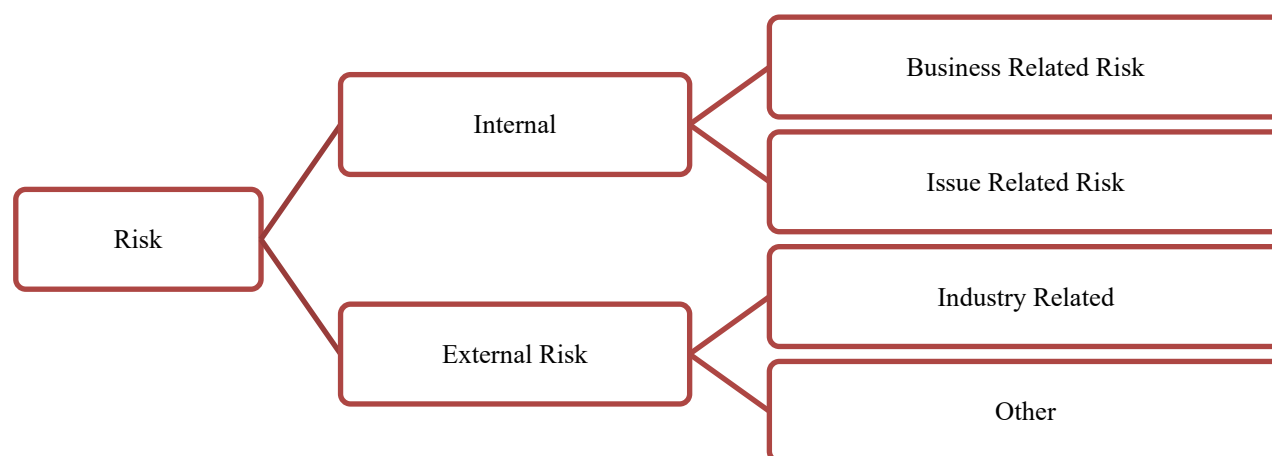 Risk
Internal
Business Related Risk
Issue Related Risk
External Risk
Industry Related
Other